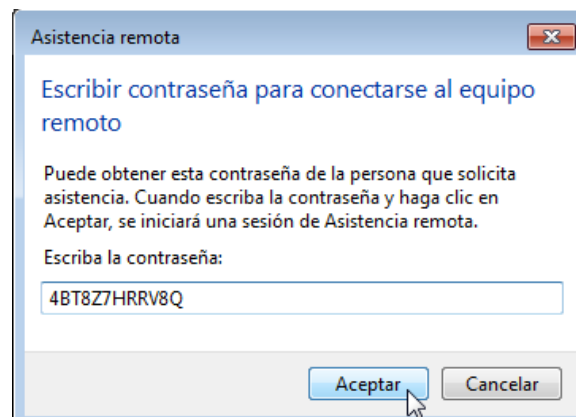 Asistencia remota
Escribir contraseña para conectarse al equipo
remoto
Puede obtener esta contraseña de la persona que solicita
asistencia. Cuando escriba la contraseña y haga clic en
Aceptar, se iniciará una sesión de Asistencia remota.
Escriba la contraseña:
4BT8Z7HRRV8Q
Aceptar
Cancelar